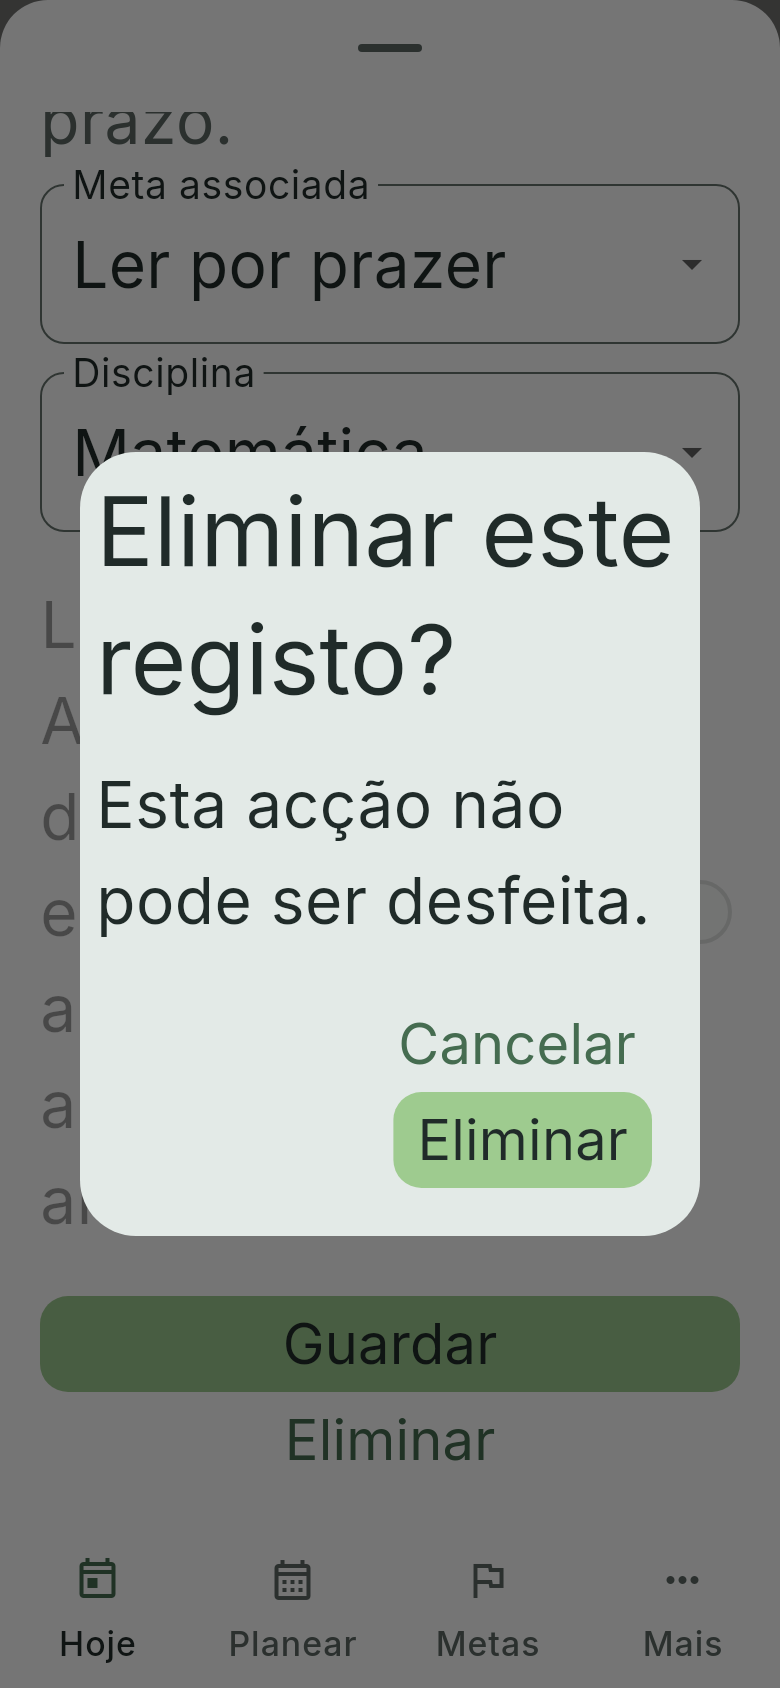 prazo.
Meta associada
Ler por prazer
Disciplina
Matemática
Eliminar este
registo?
Esta acção não
pode ser desfeita.
Cancelar
Eliminar
Guardar
Eliminar
Hoje
Planear
Metas
Mais